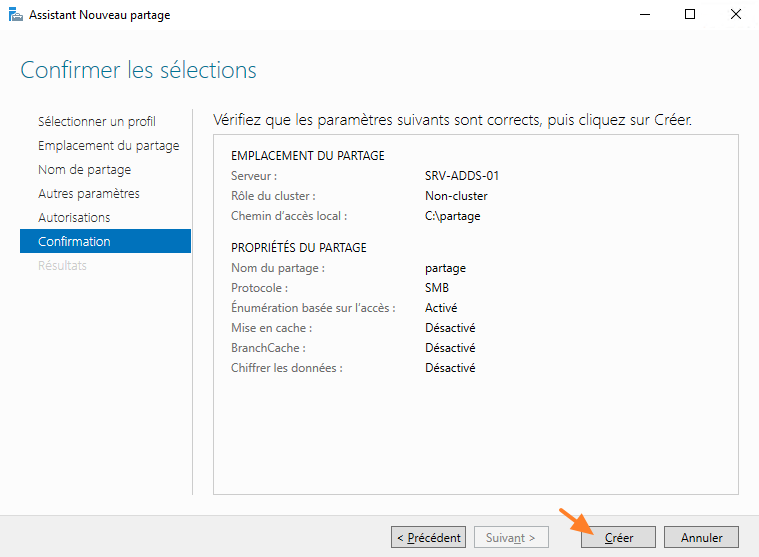 Assistant Nouveau partage
Confirmer les sélections
Sélectionner un profil
Emplacement du partage
Nom de partage
Autres paramètres
Autorisations
Confirmation
Résultats
Vérifiez que les paramètres suivants sont corrects, puis cliquez sur Créer.
EMPLACEMENT DU PARTAGE
Serveur : SRV-ADDS-01
Rôle du cluster : Non-cluster
Chemin d'accès local : C:\partage
PROPRIÉTÉS DU PARTAGE
Nom du partage : partage
Protocole : SMB
Énumération basée sur l'accès : Activé
Mise en cache : Désactivé
BranchCache : Désactivé
Chiffrer les données : Désactivé
< Précédent Suivant > Créer Annuler